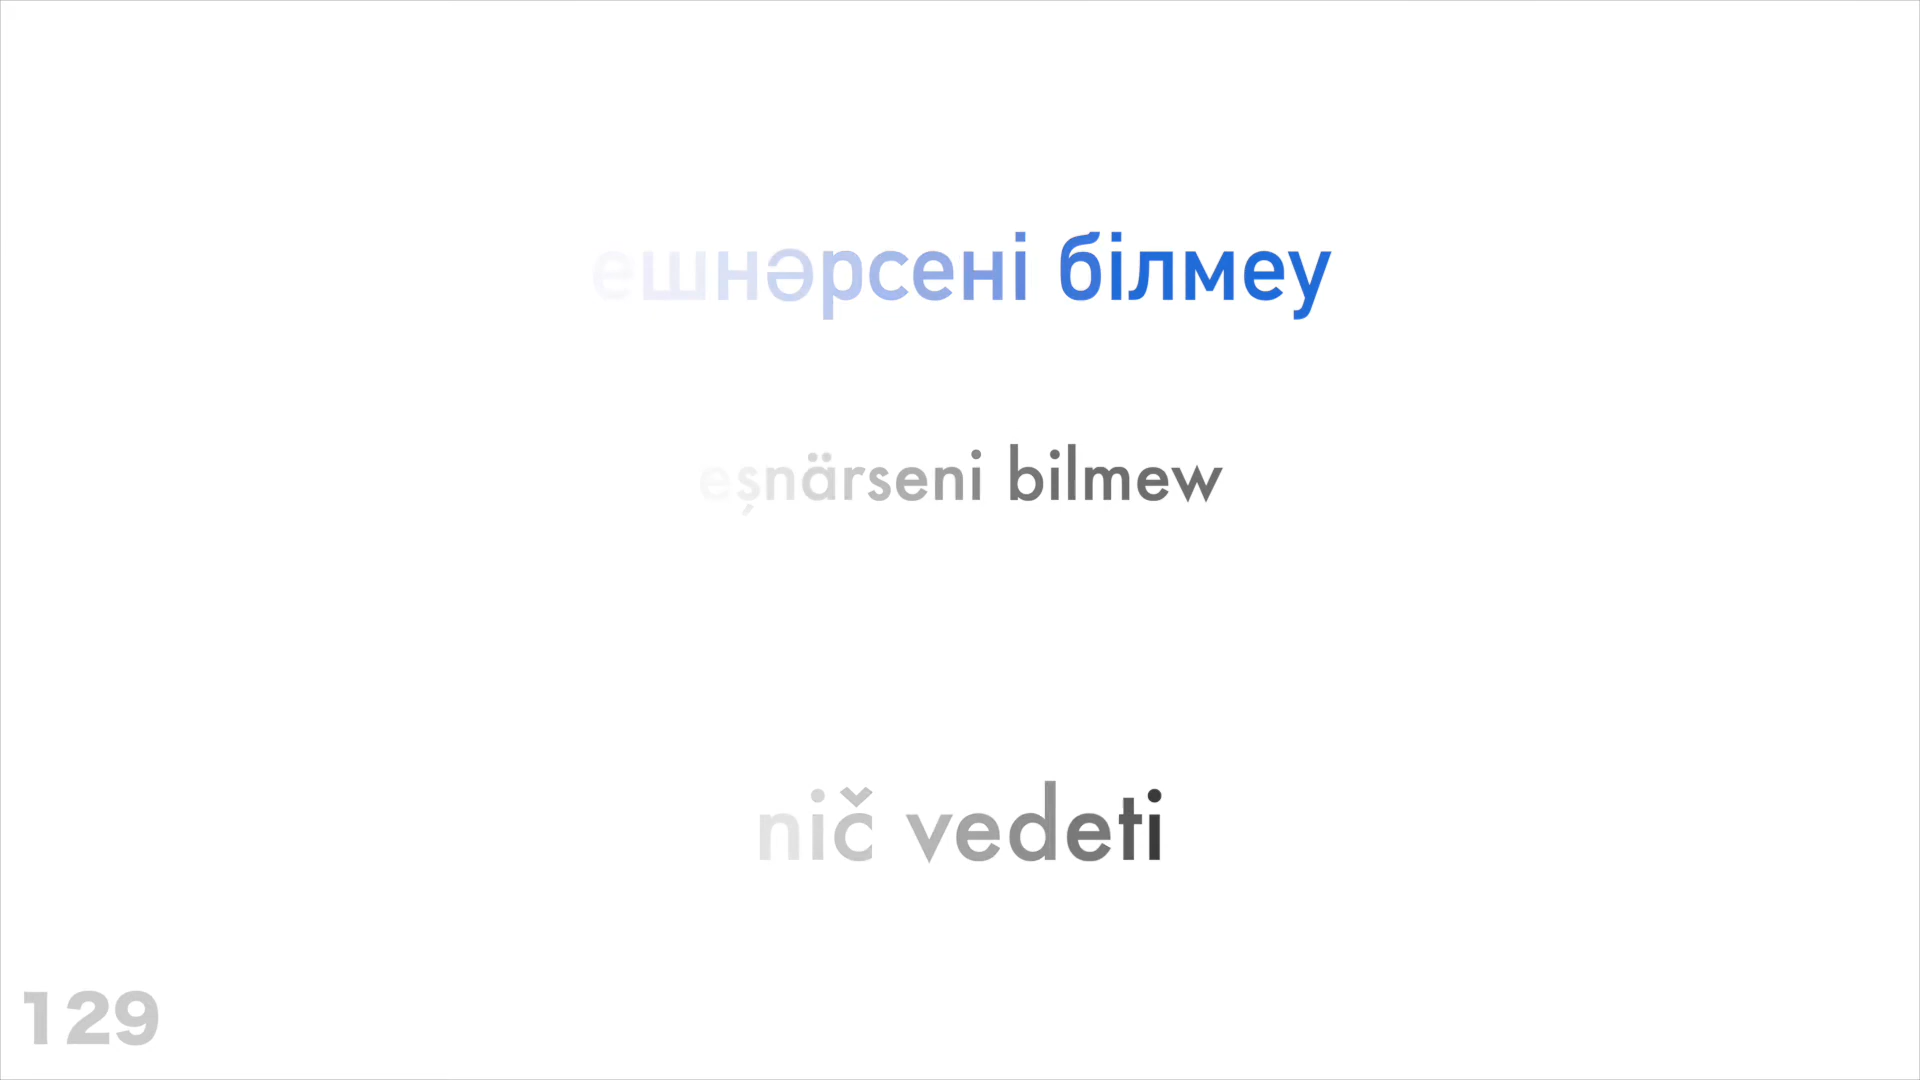 ешнәрсені білмеу
eşnärseni bilmew
nič vedeti
129